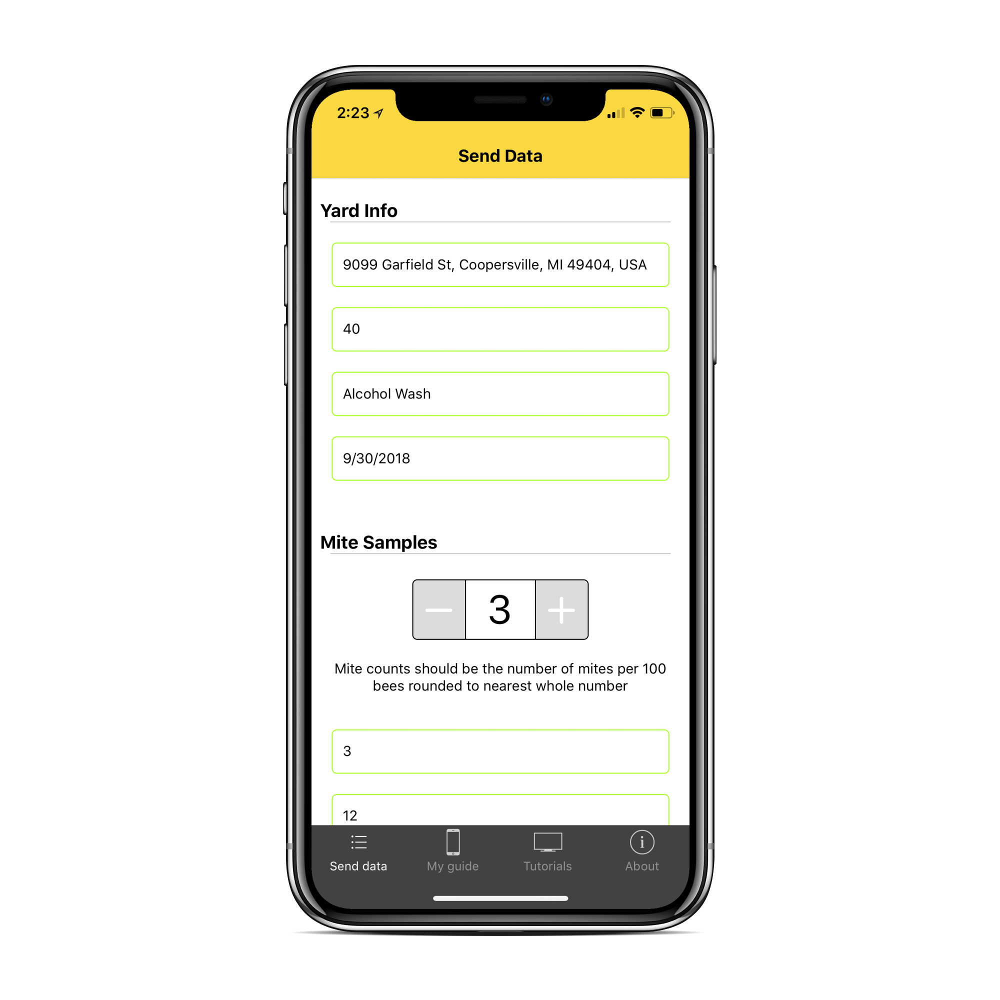 2:23
Send Data
Yard Info
9099 Garfield St, Coopersville, MI 49404, USA
40
Alcohol Wash
9/30/2018
Mite Samples
3
Mite counts should be the number of mites per 100
bees rounded to nearest whole number
3
12
Send data
My guide
Tutorials
About